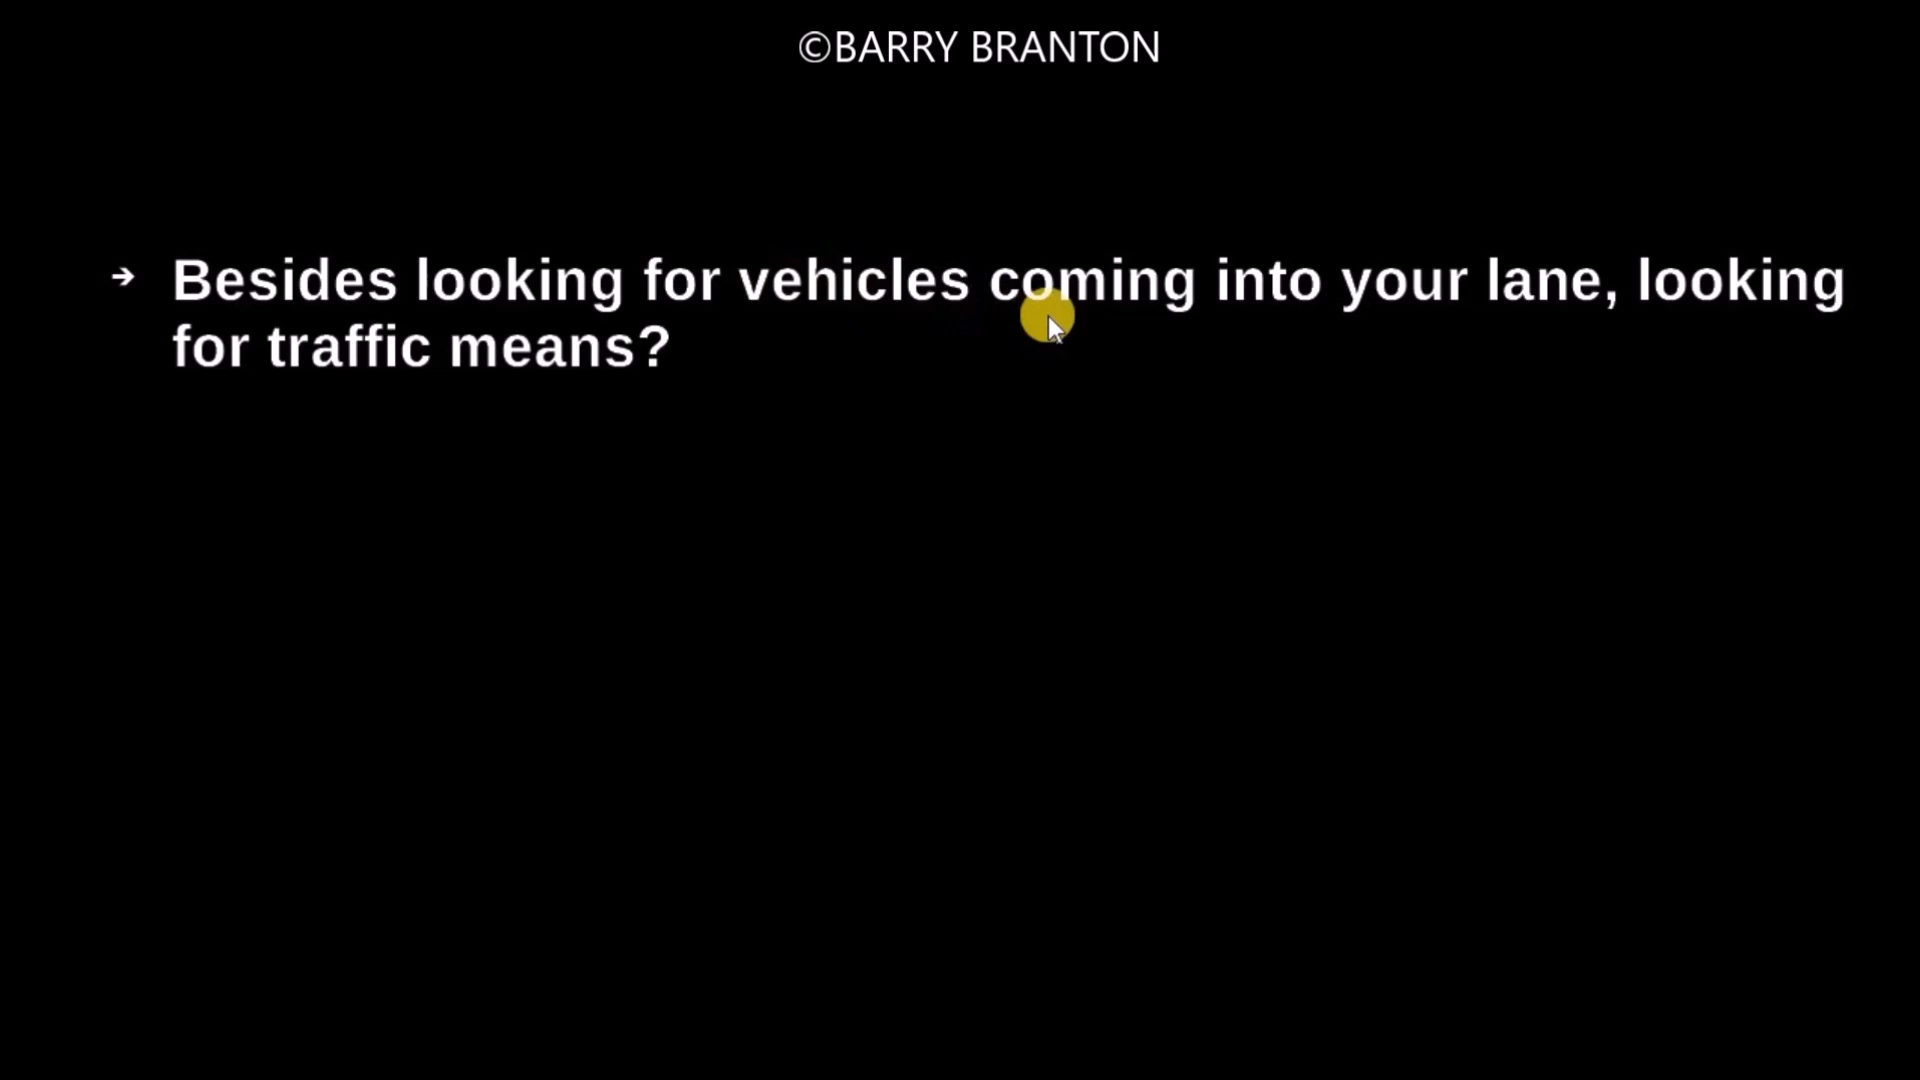 ©BARRY BRANTON
➔ Besides looking for vehicles coming into your lane, looking
for traffic means?